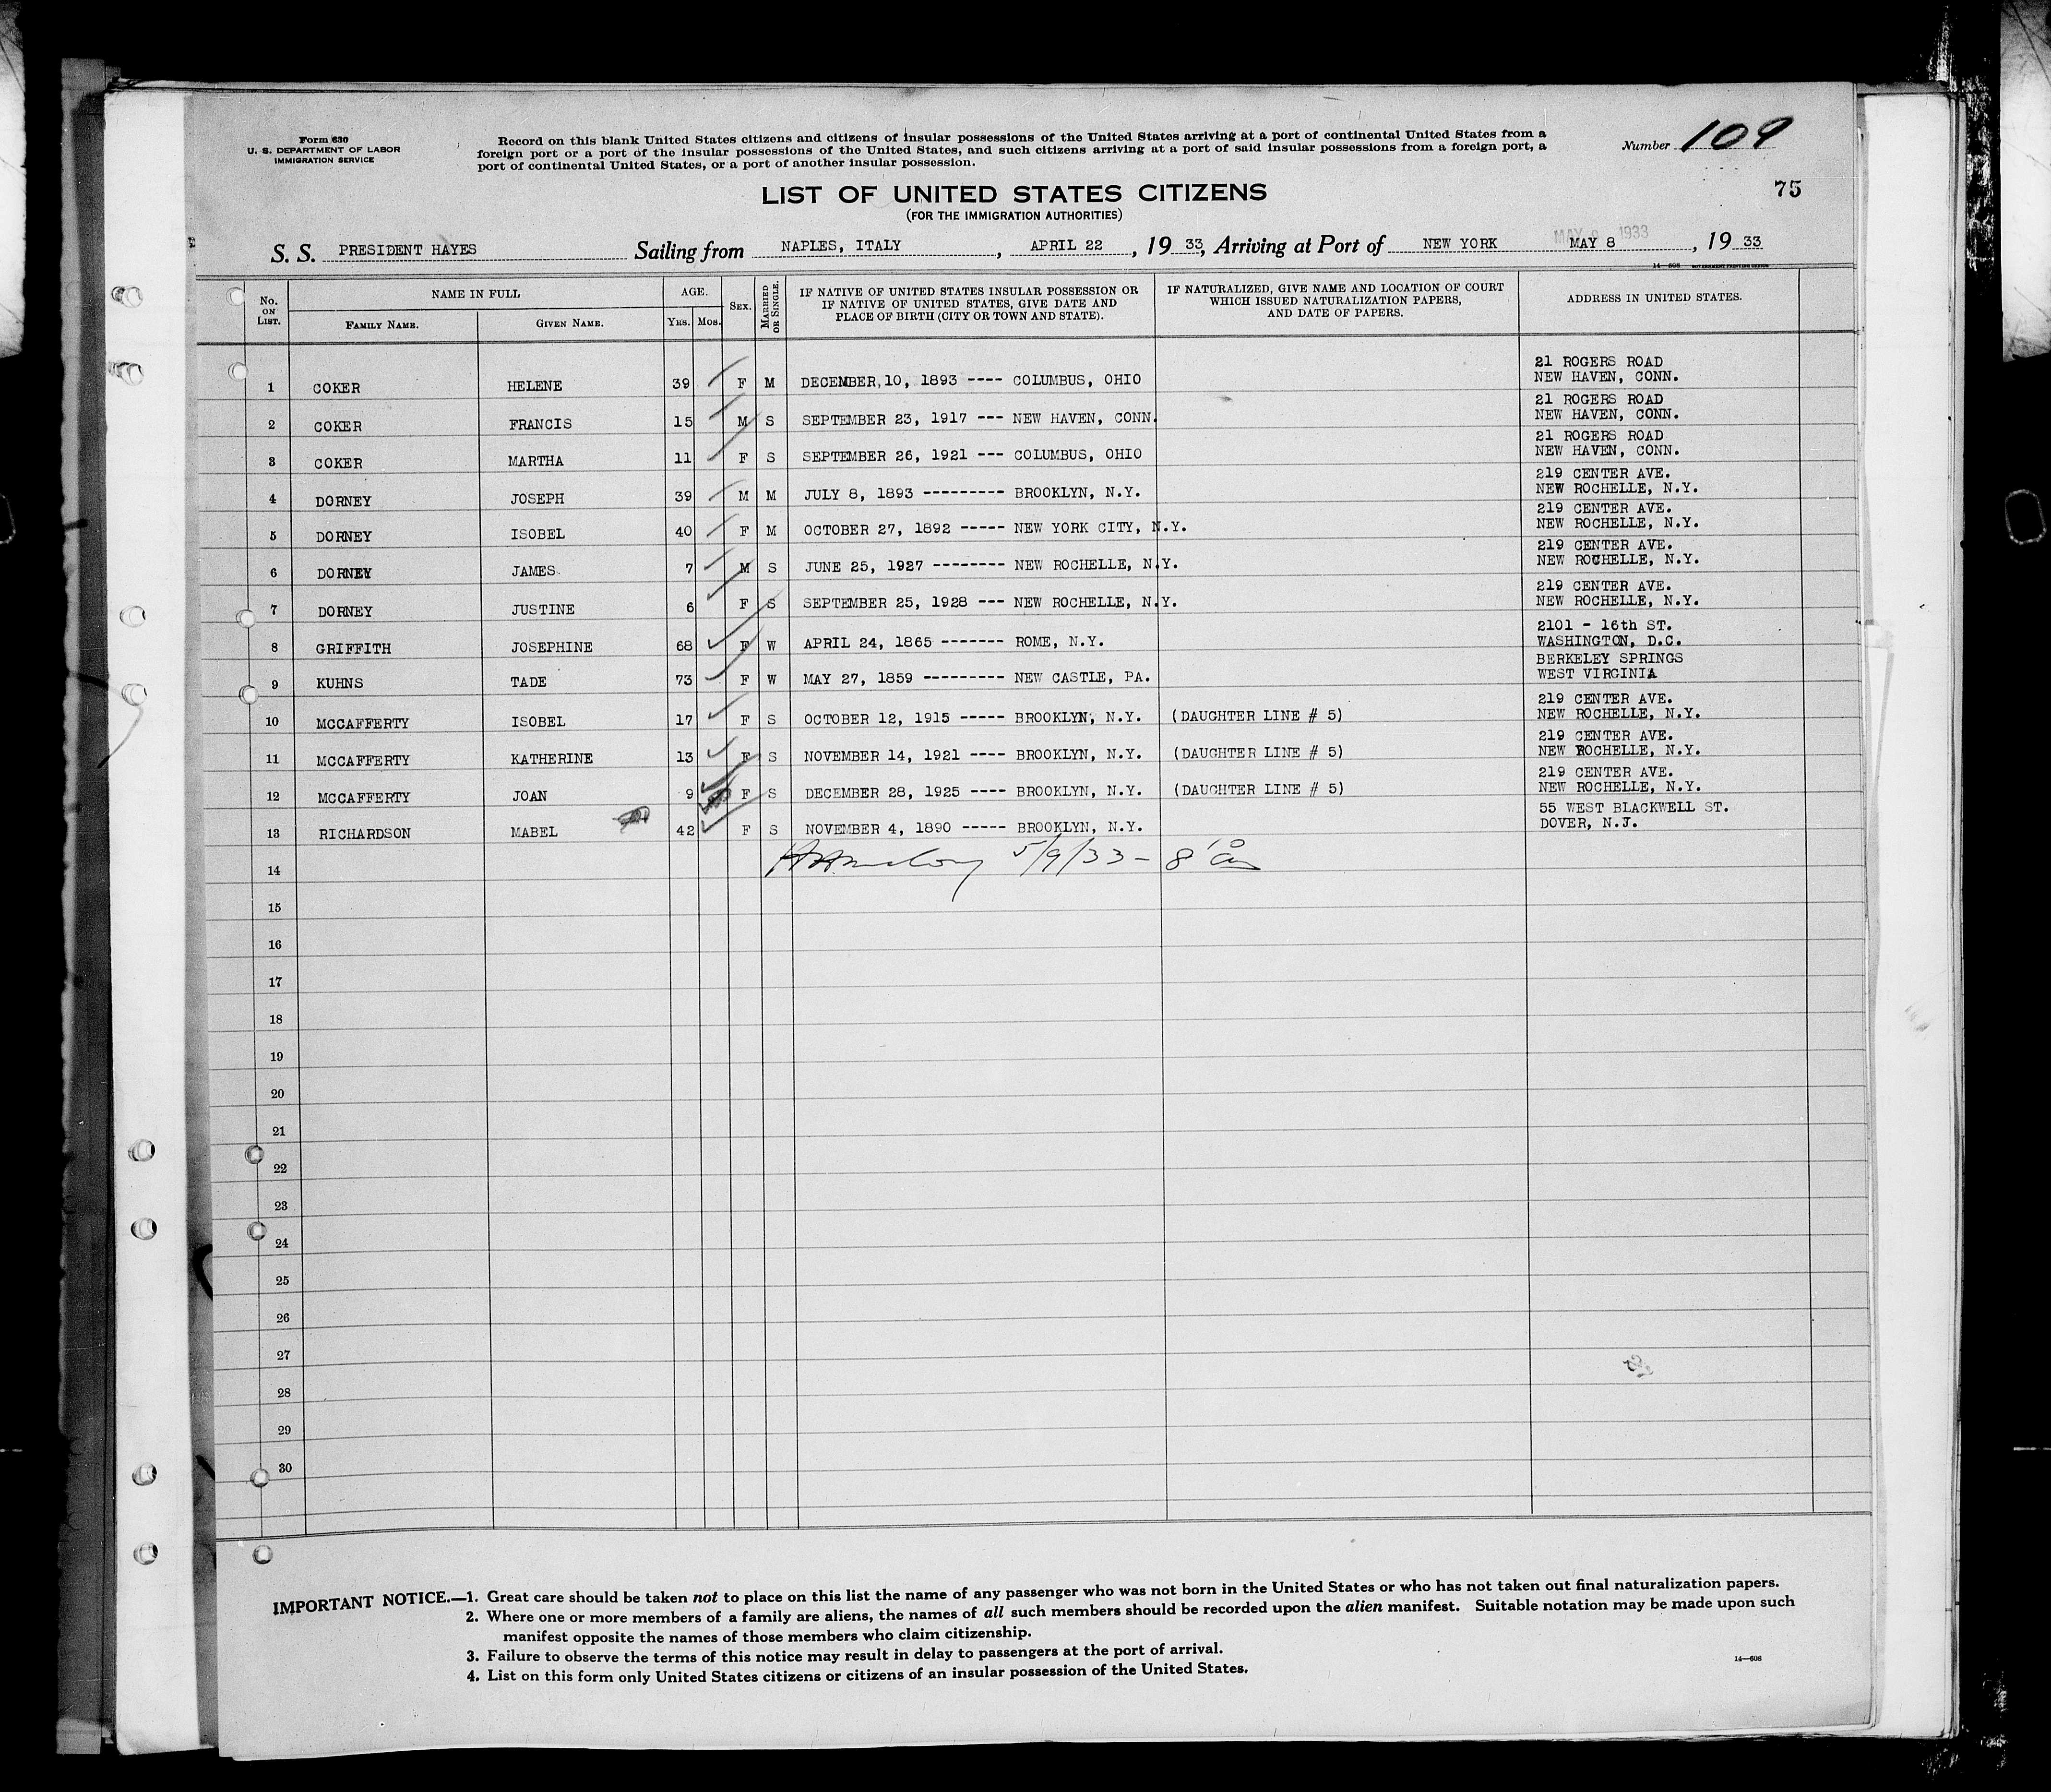 Form 630
U. S. DEPARTMENT OF LABOR
IMMIGRATION SERVICE
Record on this blank United States citizens and citizens of insular possessions of the United States arriving at a port of continental United States from a
foreign port or a port of the insular possessions of the United States, and such citizens arriving at a port of said insular possessions from a foreign port, a
port of continental United States, or a port of another insular possession.
Number 109
75
LIST OF UNITED STATES CITIZENS
(FOR THE IMMIGRATION AUTHORITIES)
S. S. PRESIDENT HAYES Sailing from NAPLES, ITALY, APRIL 22, 1933, Arriving at Port of NEW YORK MAY 8, 1933
14—608 GOVERNMENT PRINTING OFFICE
No. ON LIST. NAME IN FULL FAMILY NAME. GIVEN NAME. AGE. YRS. MOS. SEX. MARRIED OR SINGLE. IF NATIVE OF UNITED STATES INSULAR POSSESSION OR IF NATIVE OF UNITED STATES, GIVE DATE AND PLACE OF BIRTH (CITY OR TOWN AND STATE). IF NATURALIZED, GIVE NAME AND LOCATION OF COURT WHICH ISSUED NATURALIZATION PAPERS, AND DATE OF PAPERS. ADDRESS IN UNITED STATES.
1 COKER HELENE 39 F M DECEMBER 10, 1893 ---- COLUMBUS, OHIO 21 ROGERS ROAD NEW HAVEN, CONN.
2 COKER FRANCIS 15 M S SEPTEMBER 23, 1917 --- NEW HAVEN, CONN. 21 ROGERS ROAD NEW HAVEN, CONN.
3 COKER MARTHA 11 F S SEPTEMBER 26, 1921 --- COLUMBUS, OHIO 21 ROGERS ROAD NEW HAVEN, CONN.
4 DORNEY JOSEPH 39 M M JULY 8, 1893 --------- BROOKLYN, N.Y. 219 CENTER AVE. NEW ROCHELLE, N.Y.
5 DORNEY ISOBEL 40 F M OCTOBER 27, 1892 ----- NEW YORK CITY, N.Y. 219 CENTER AVE. NEW ROCHELLE, N.Y.
6 DORNEY JAMES 7 M S JUNE 25, 1927 -------- NEW ROCHELLE, N.Y. 219 CENTER AVE. NEW ROCHELLE, N.Y.
7 DORNEY JUSTINE 6 F S SEPTEMBER 25, 1928 --- NEW ROCHELLE, N.Y. 219 CENTER AVE. NEW ROCHELLE, N.Y.
8 GRIFFITH JOSEPHINE 68 F W APRIL 24, 1865 ------- ROME, N.Y. 2101 - 16th ST. WASHINGTON, D.C.
9 KUHNS TADE 73 F W MAY 27, 1859 --------- NEW CASTLE, PA. BERKELEY SPRINGS WEST VIRGINIA
10 MCCAFFERTY ISOBEL 17 F S OCTOBER 12, 1915 ----- BROOKLYN, N.Y. (DAUGHTER LINE # 5) 219 CENTER AVE. NEW ROCHELLE, N.Y.
11 MCCAFFERTY KATHERINE 13 F S NOVEMBER 14, 1921 ---- BROOKLYN, N.Y. (DAUGHTER LINE # 5) 219 CENTER AVE. NEW ROCHELLE, N.Y.
12 MCCAFFERTY JOAN 9 F S DECEMBER 28, 1925 ---- BROOKLYN, N.Y. (DAUGHTER LINE # 5) 219 CENTER AVE. NEW ROCHELLE, N.Y.
13 RICHARDSON MABEL 42 F S NOVEMBER 4, 1890 ----- BROOKLYN, N.Y. 55 WEST BLACKWELL ST. DOVER, N.J.
5/9/33 -
14
15
16
17
18
19
20
21
22
23
24
25
26
27
28
29
30
IMPORTANT NOTICE.—1. Great care should be taken not to place on this list the name of any passenger who was not born in the United States or who has not taken out final naturalization papers.
2. Where one or more members of a family are aliens, the names of all such members should be recorded upon the alien manifest. Suitable notation may be made upon such
manifest opposite the names of those members who claim citizenship.
3. Failure to observe the terms of this notice may result in delay to passengers at the port of arrival.
4. List on this form only United States citizens or citizens of an insular possession of the United States.
14—608